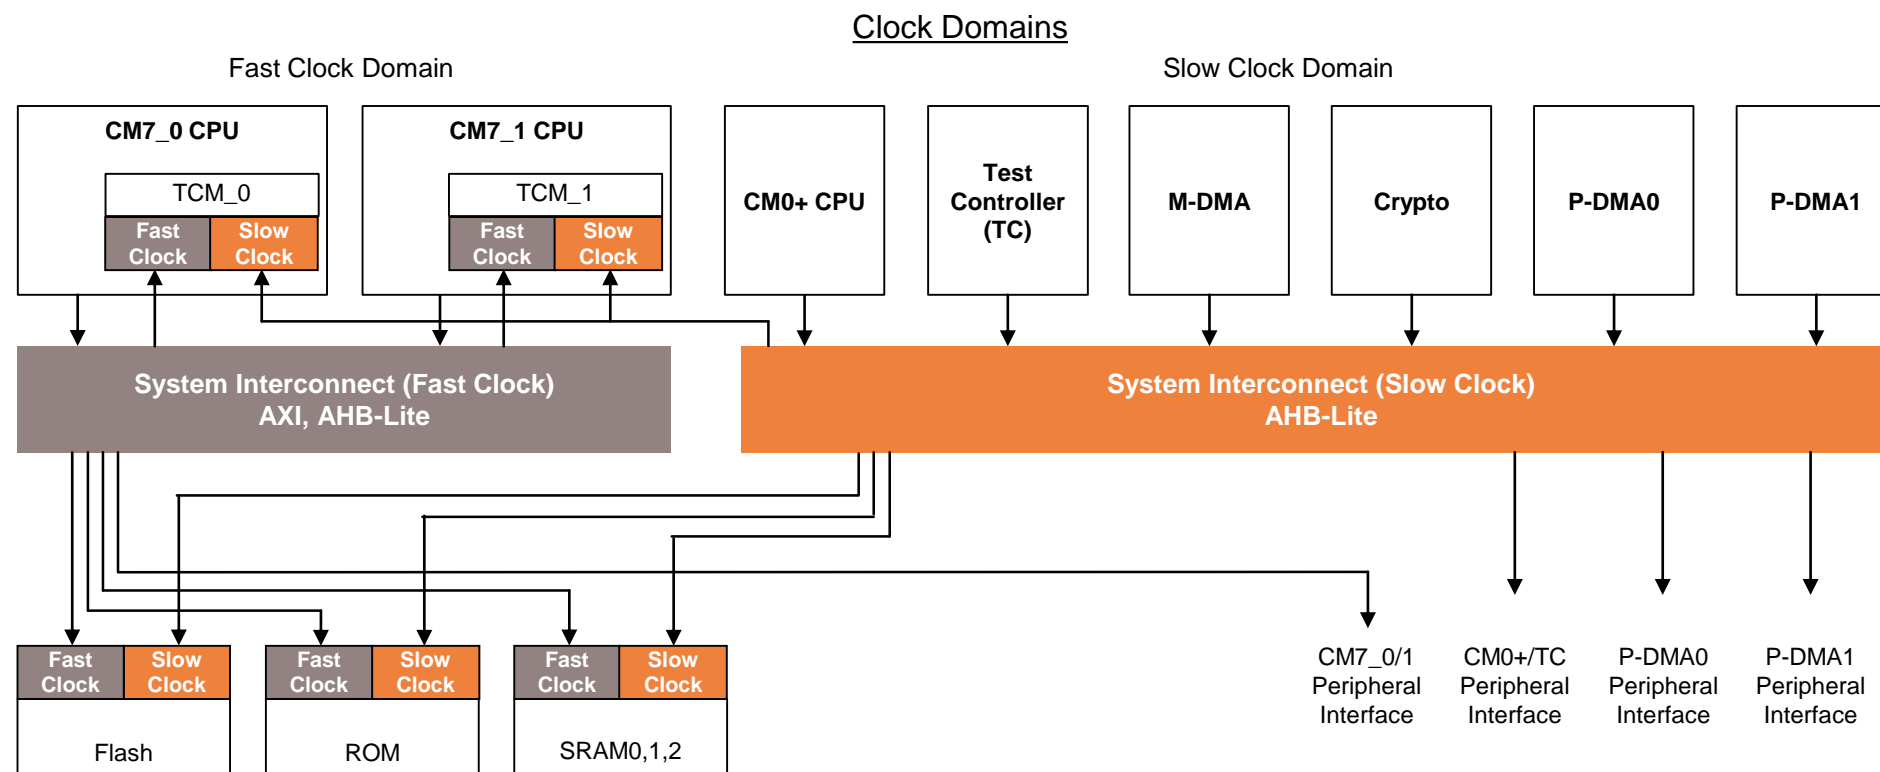 Clock Domains
Fast Clock Domain
Slow Clock Domain
CM7_0 CPU
TCM_0
Fast
Clock
Slow
Clock
CM7_1 CPU
TCM_1
Fast
Clock
Slow
Clock
CM0+ CPU
Test
Controller
(TC)
M-DMA
Crypto
P-DMA0
P-DMA1
System Interconnect (Fast Clock)
AXI, AHB-Lite
System Interconnect (Slow Clock)
AHB-Lite
Fast
Clock
Slow
Clock
Flash
Fast
Clock
Slow
Clock
ROM
Fast
Clock
Slow
Clock
SRAM0,1,2
CM7_0/1
Peripheral
Interface
CM0+/TC
Peripheral
Interface
P-DMA0
Peripheral
Interface
P-DMA1
Peripheral
Interface